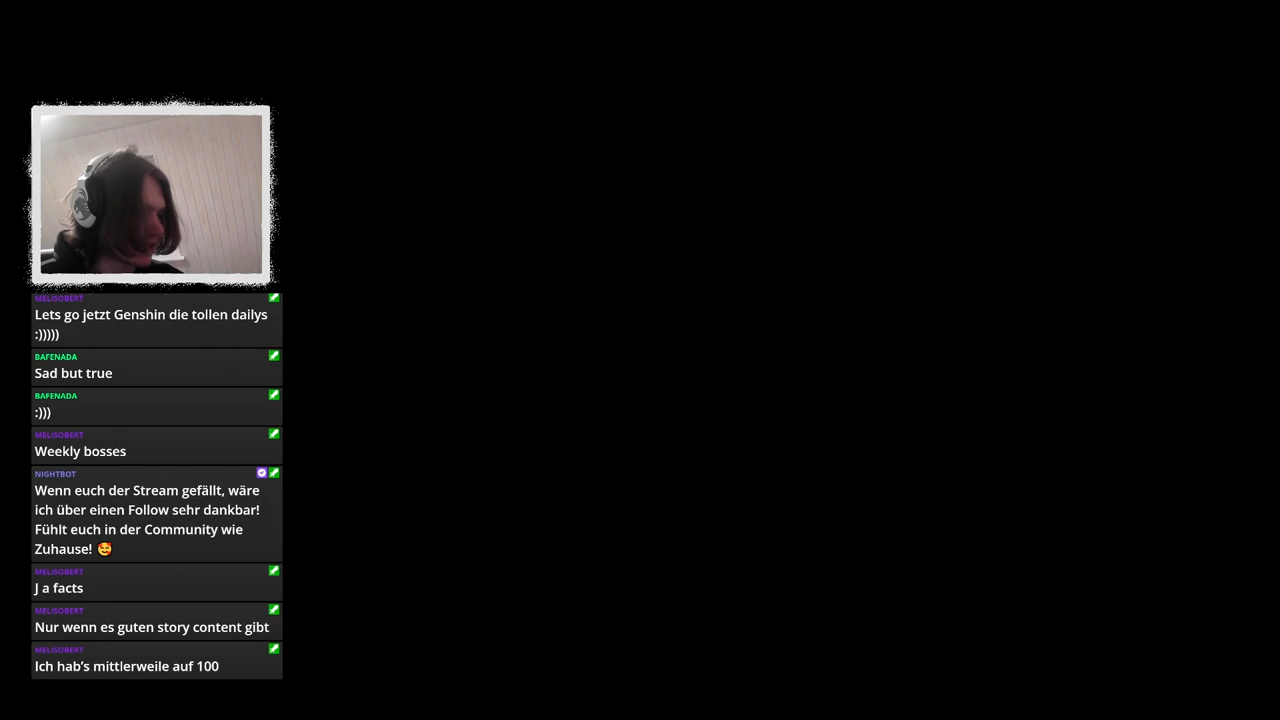 MELISOBERT
Lets go jetzt Genshin die tollen dailys
:)))))
BAFENADA
Sad but true
BAFENADA
:)))
MELISOBERT
Weekly bosses
NIGHTBOT
Wenn euch der Stream gefällt, wäre
ich über einen Follow sehr dankbar!
Fühlt euch in der Community wie
Zuhause! 🥰
MELISOBERT
J a facts
MELISOBERT
Nur wenn es guten story content gibt
MELISOBERT
Ich hab’s mittlerweile auf 100